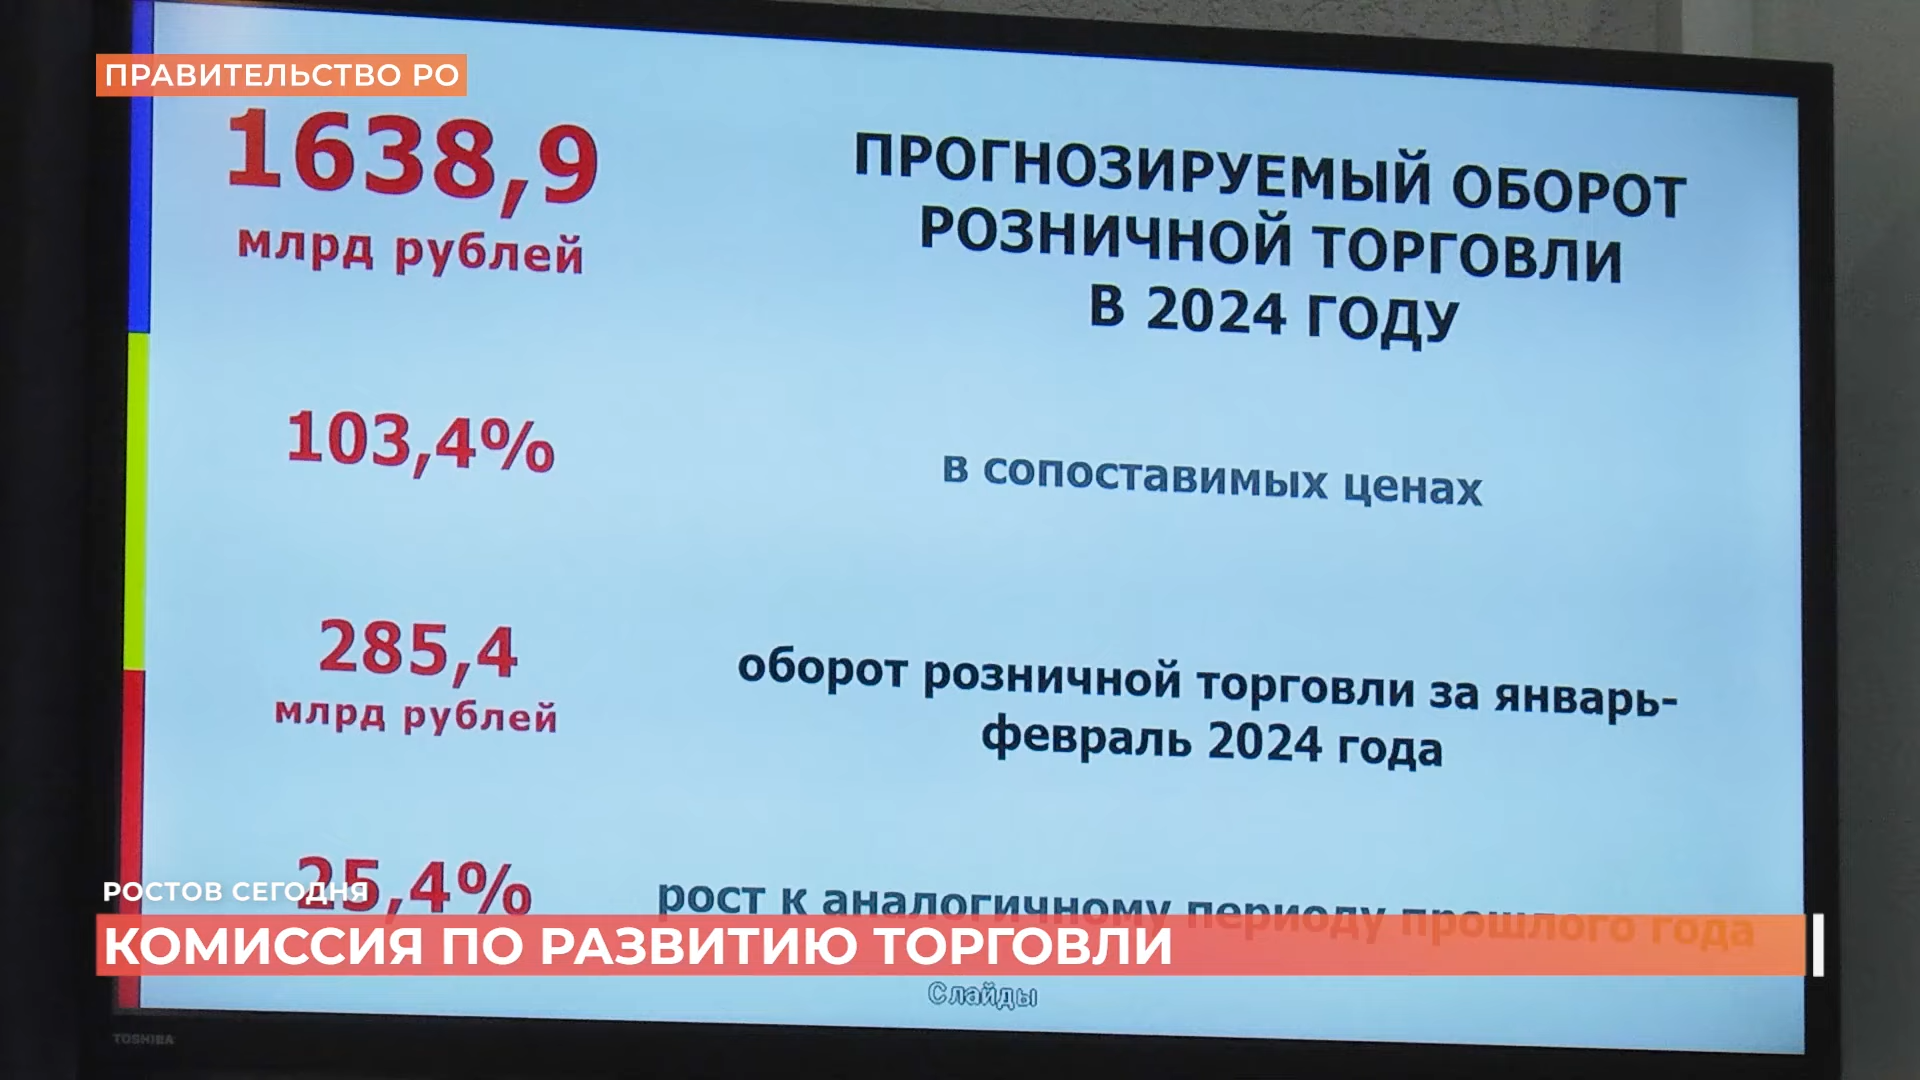 ПРАВИТЕЛЬСТВО РО
1638,9
млрд рублей
ПРОГНОЗИРУЕМЫЙ ОБОРОТ
РОЗНИЧНОЙ ТОРГОВЛИ
В 2024 ГОДУ
103,4%
в сопоставимых ценах
285,4
млрд рублей
оборот розничной торговли за январь-
февраль 2024 года
25,4%
рост к аналогичному периоду прошлого года
РОСТОВ СЕГОДНЯ
КОМИССИЯ ПО РАЗВИТИЮ ТОРГОВЛИ
Слайды
TOSHIBA